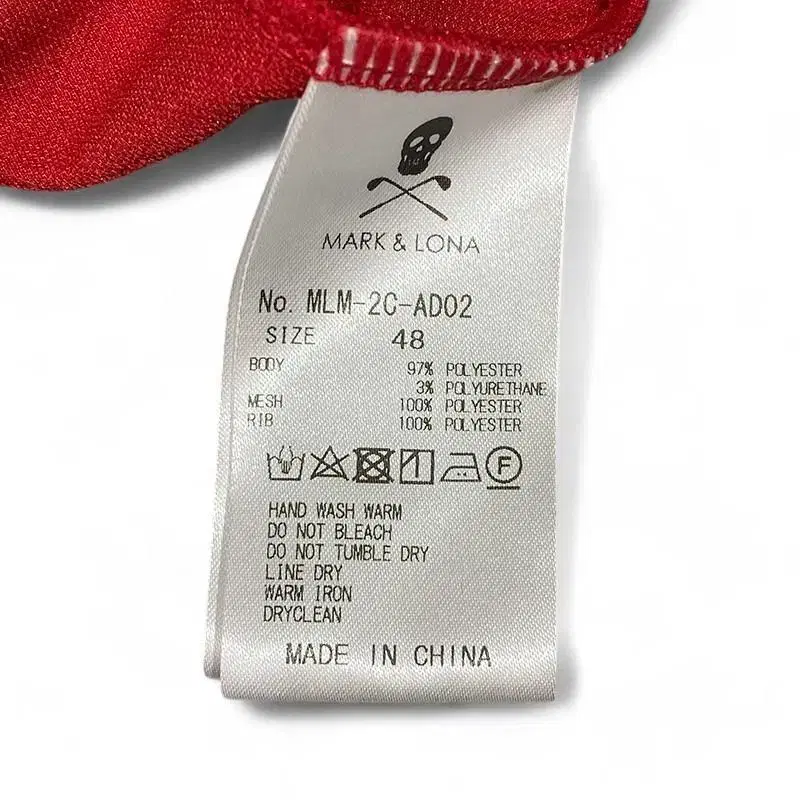 MARK & LONA
No. MLM-2C-AD02
SIZE 48
BODY 97% POLYESTER
3% POLYURETHANE
MESH 100% POLYESTER
RIB 100% POLYESTER
F
HAND WASH WARM
DO NOT BLEACH
DO NOT TUMBLE DRY
LINE DRY
WARM IRON
DRYCLEAN
MADE IN CHINA